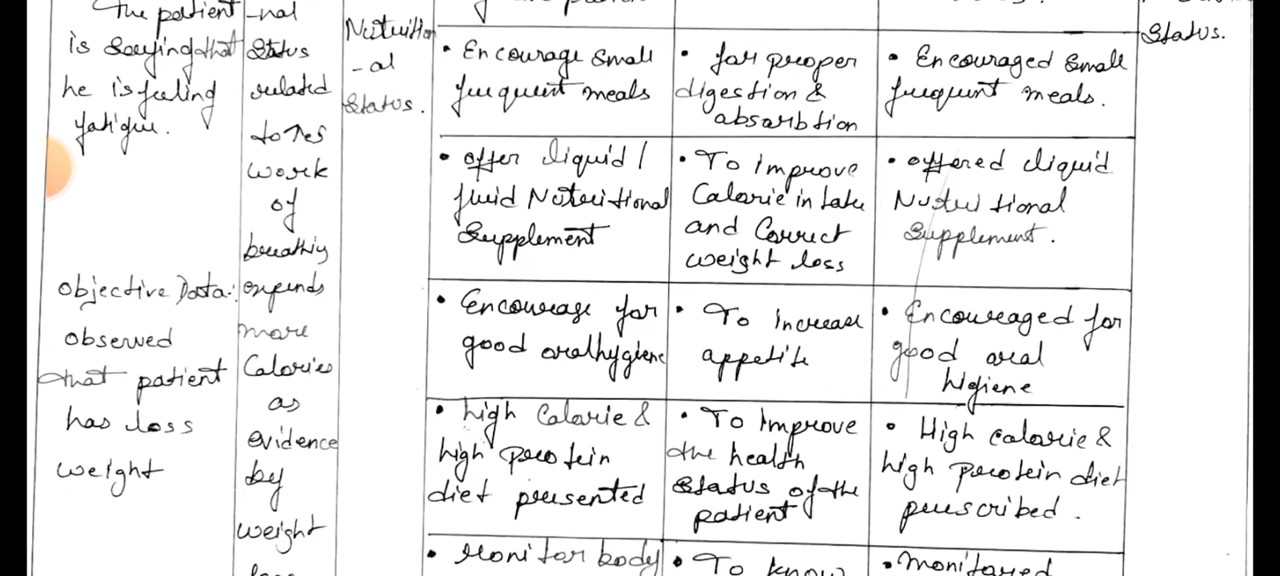 The patient
is saying that
he is feeling
fatigue.
Objective Data:
observed
that patient
has loss
weight
-nal
Status
related
to res
work
of
breathing
expends
more
Calories
as
evidence
by
weight
Nutrition
-al
Status.
• Encourage small
frequent meals
• for proper
digestion &
absorbtion
• Encouraged small
frequent meals.
• offer liquid /
fluid Nutritional
Supplement
• To improve
Calorie intake
and Correct
weight loss
• offered liquid
Nutritional
Supplement.
• Encourage for
good oralhygiene
• To increase
appetite
• Encouraged for
good oral
higiene
• high Calorie &
high protein
diet presented
• To Improve
the health
Status of the
patient
• High calorie &
high protein diet
prescribed.
• Monitor body
• To know
• Monitored
Status.